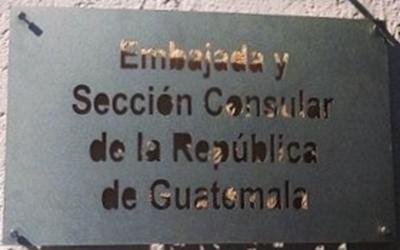 Embajada y
Sección Consular
de la República
de Guatemala